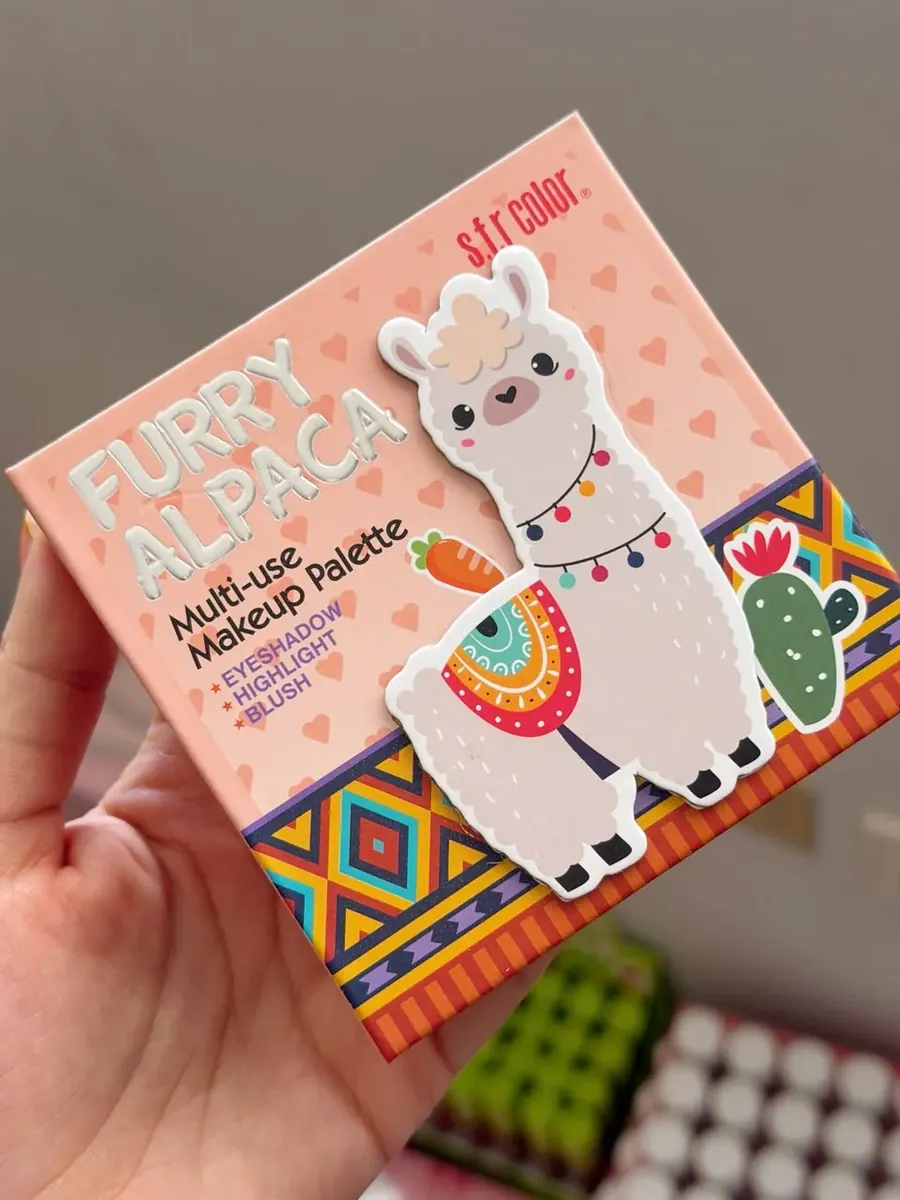 s.f.r color®
FURRY
ALPACA
Multi-use
Makeup Palette
★ EYESHADOW
★ HIGHLIGHT
★ BLUSH